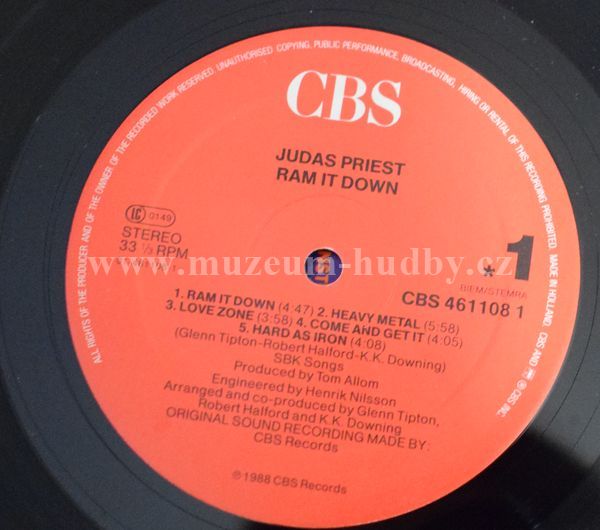 ALL RIGHTS OF THE PRODUCER AND OF THE OWNER OF THE RECORDED WORK RESERVED. UNAUTHORISED COPYING, PUBLIC PERFORMANCE, BROADCASTING, HIRING OR RENTAL OF THIS RECORDING PROHIBITED. MADE IN HOLLAND. CBS AND ℗ © CBS INC.
CBS
JUDAS PRIEST
RAM IT DOWN
LC 0149
STEREO
33 ⅓ RPM
* 1
BIEM/STEMRA
CBS 461108 1
www.muzeum-hudby.cz
1. RAM IT DOWN (4:47) 2. HEAVY METAL (5:58)
3. LOVE ZONE (3:58) 4. COME AND GET IT (4:05)
5. HARD AS IRON (4:08)
(Glenn Tipton-Robert Halford-K.K. Downing)
SBK Songs
Produced by Tom Allom
Engineered by Henrik Nilsson
Arranged and co-produced by Glenn Tipton,
Robert Halford and K.K. Downing
ORIGINAL SOUND RECORDING MADE BY:
CBS Records
℗ 1988 CBS Records